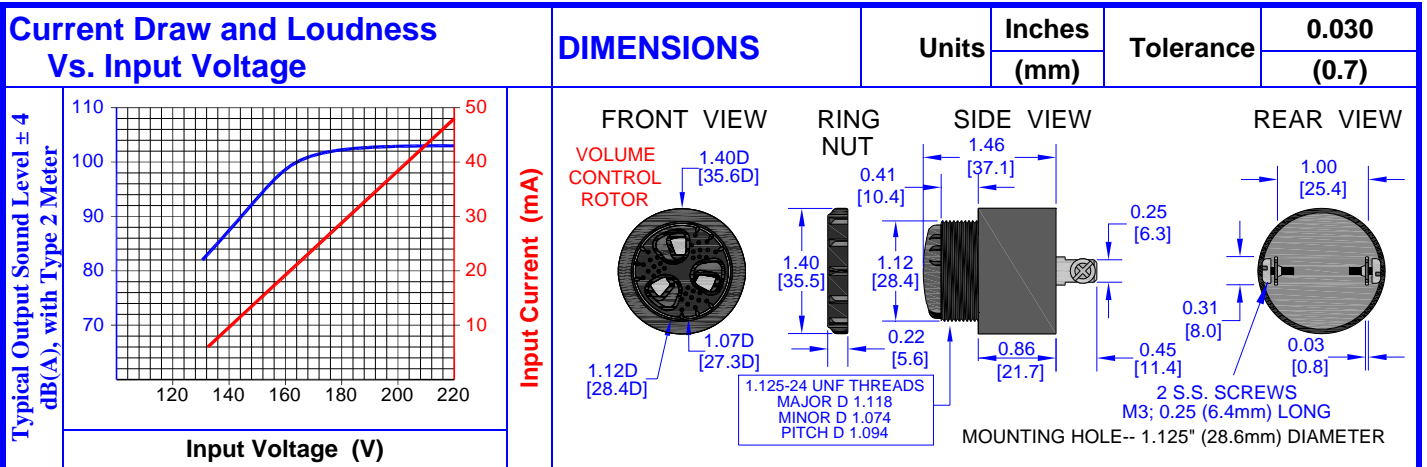 Current Draw and Loudness
Vs. Input Voltage
DIMENSIONS
Units
Inches
(mm)
Tolerance
0.030
(0.7)
Typical Output Sound Level ± 4
dB(A), with Type 2 Meter
110
100
90
80
70
50
40
30
20
10
120
140
160
180
200
220
Input Voltage (V)
Input Current (mA)
FRONT VIEW
VOLUME
CONTROL
ROTOR
1.40D
[35.6D]
1.07D
[27.3D]
1.12D
[28.4D]
RING
NUT
1.40
[35.5]
0.22
[5.6]
SIDE VIEW
1.46
[37.1]
0.41
[10.4]
1.12
[28.4]
0.25
[6.3]
0.86
[21.7]
0.45
[11.4]
1.125-24 UNF THREADS
MAJOR D 1.118
MINOR D 1.074
PITCH D 1.094
REAR VIEW
1.00
[25.4]
0.31
[8.0]
0.03
[0.8]
2 S.S. SCREWS
M3; 0.25 (6.4mm) LONG
MOUNTING HOLE-- 1.125" (28.6mm) DIAMETER